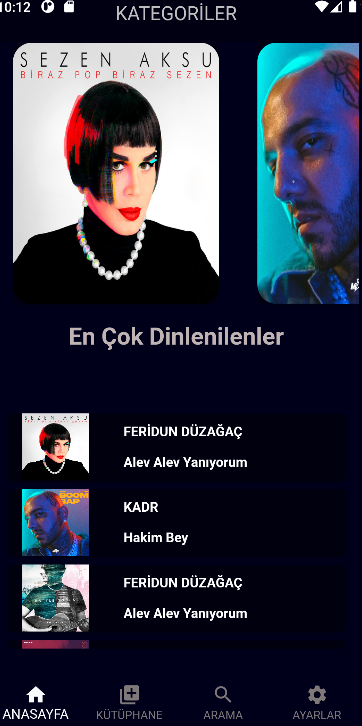 10:12
KATEGORİLER
SEZEN AKSU
BİRAZ POP BİRAZ SEZEN
En Çok Dinlenilenler
SEZEN AKSU
FERİDUN DÜZAĞAÇ
Alev Alev Yanıyorum
BOOM
BAP
KADR
Hakim Bey
FERİDUN DÜZAĞAÇ
Alev Alev Yanıyorum
ANASAYFA
KÜTÜPHANE
ARAMA
AYARLAR